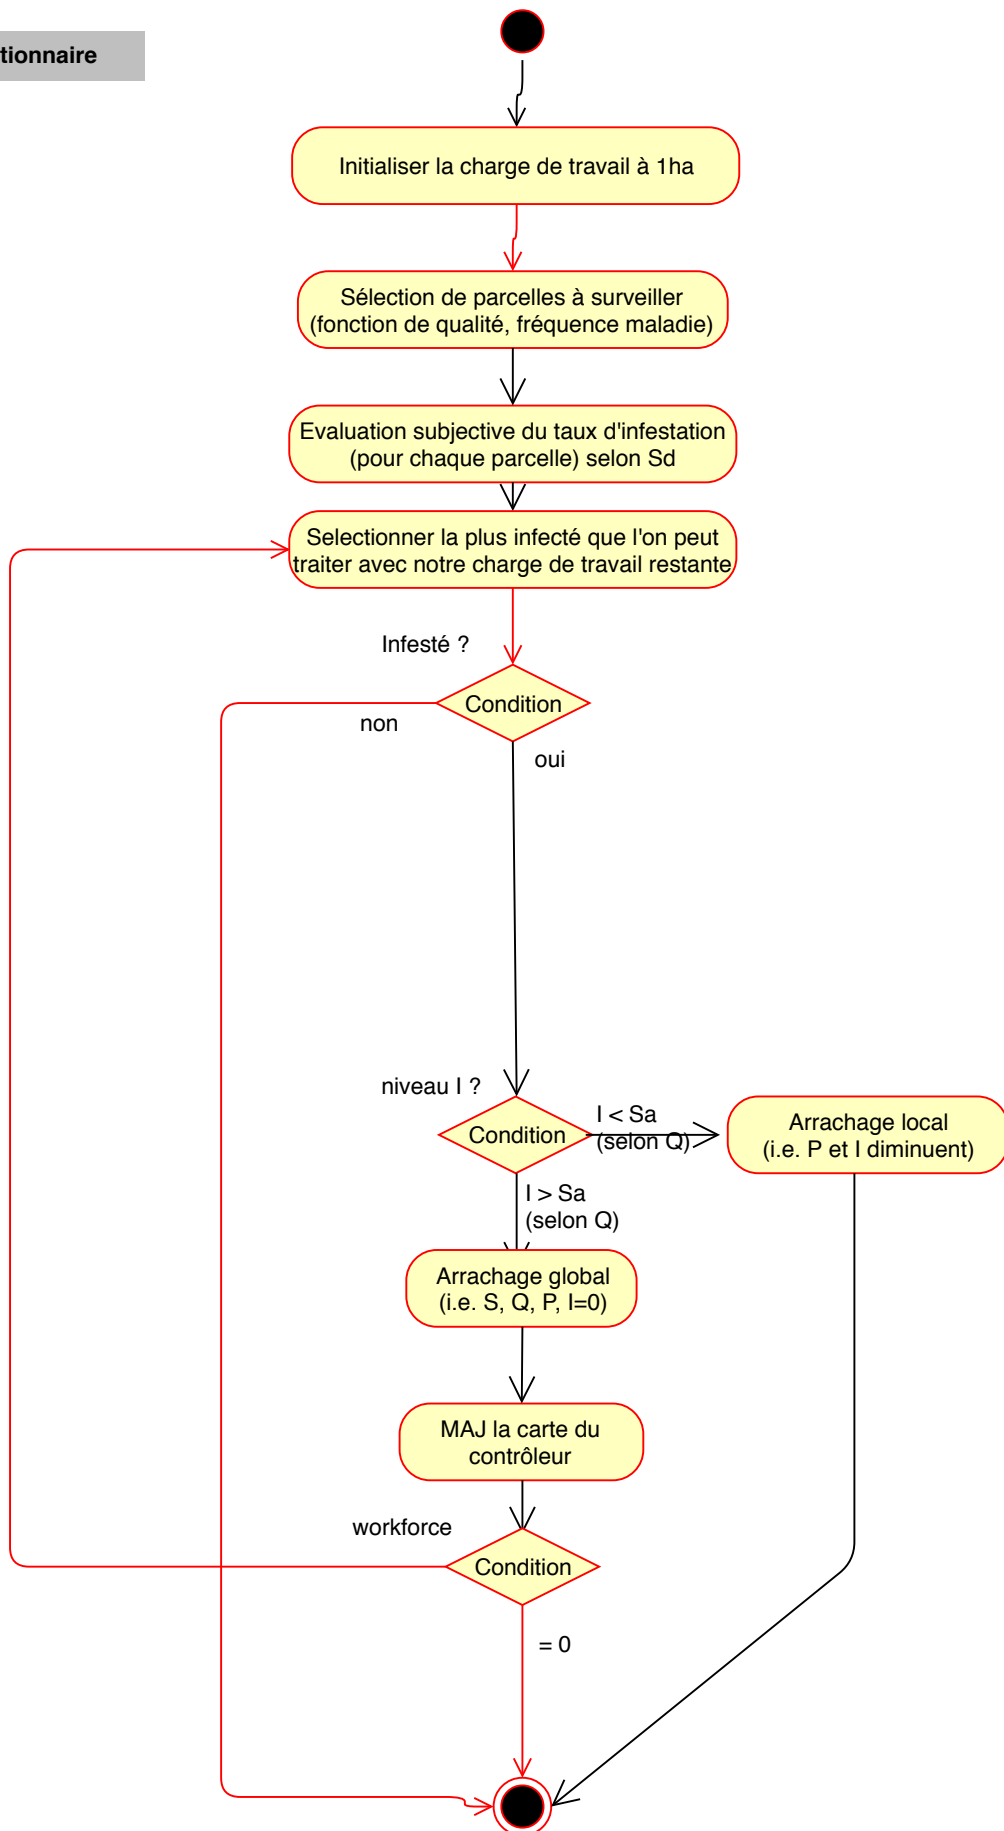 tionnaire
Initialiser la charge de travail à 1ha
Sélection de parcelles à surveiller
(fonction de qualité, fréquence maladie)
Evaluation subjective du taux d'infestation
(pour chaque parcelle) selon Sd
Selectionner la plus infecté que l'on peut
traiter avec notre charge de travail restante
Infesté ?
Condition
non
oui
niveau I ?
Condition
I < Sa
(selon Q)
Arrachage local
(i.e. P et I diminuent)
I > Sa
(selon Q)
Arrachage global
(i.e. S, Q, P, I=0)
MAJ la carte du
contrôleur
workforce
Condition
= 0